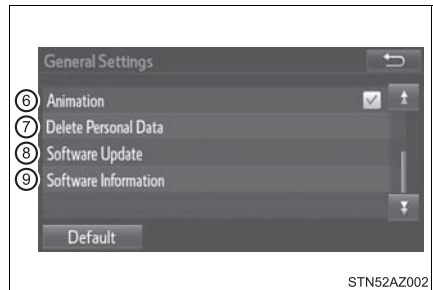 General Settings
⑥ Animation
⑦ Delete Personal Data
⑧ Software Update
⑨ Software Information
Default
STN52AZ002